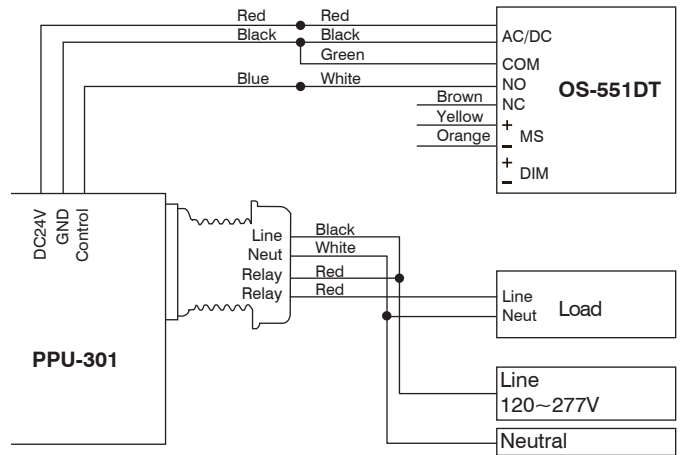 Red Red
Black Black
Green
Blue White
Brown
Yellow
Orange
AC/DC
COM
NO
NC
+
− MS
+
− DIM
OS-551DT
DC24V
GND
Control
PPU-301
Line Black
Neut White
Relay Red
Relay Red
Line
Neut
Load
Line
120~277V
Neutral